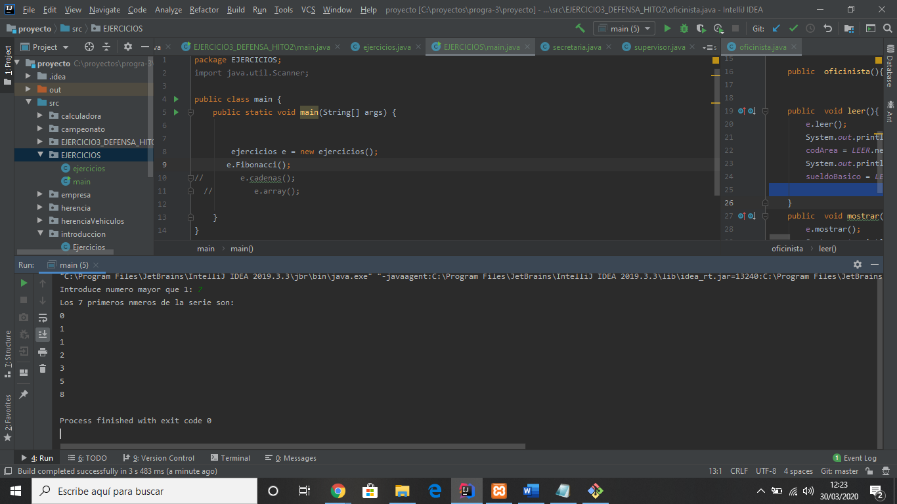 File Edit View Navigate Code Analyze Refactor Build Run Tools VCS Window Help proyecto [C:\proyectos\proyecto] - ...\src\EJERCICIOS\main.java - IntelliJ IDEA
proyecto src EJERCICIOS
main (5)
Git:
1: Project
Project
EJERCICIO3_DEFENSA_HITO2\main.java
ejercicios.java
EJERCICIOS\main.java
secretaria.java
supervisor.java
oficinista.java
Database
Ant
proyecto C:\proyectos\progra-3
.idea
out
src
calculadora
campeonato
EJERCICIO3_DEFENSA_HITO
EJERCICIOS
ejercicios
main
empresa
herencia
herenciaVehiculos
introduccion
Ejercicios
1 package EJERCICIOS;
2 import java.util.Scanner;
3
4 public class main {
5 public static void main(String[] args) {
6
7
8 ejercicios e = new ejercicios();
9 e.Fibonacci();
10 // e.cadenas();
11 // e.array();
12
13 }
14 }
main main()
15
16 public oficinista(){
17
18
19 public void leer(){
20 e.leer();
21 System.out.println
22 codArea = LEER.ne
23 System.out.println
24 sueldoBasico = LE
25
26 }
27 public void mostrar(
28 e.mostrar();
oficinista leer()
Run: main (5)
"C:\Program Files\JetBrains\IntelliJ IDEA 2019.3.3\jbr\bin\java.exe" "-javaagent:C:\Program Files\JetBrains\IntelliJ IDEA 2019.3.3\lib\idea_rt.jar=13240:C:\Program Files
Introduce numero mayor que 1: 7
Los 7 primeros nmeros de la serie son:
0
1
1
2
3
5
8
Process finished with exit code 0
7: Structure
2: Favorites
4: Run 6: TODO 9: Version Control Terminal 0: Messages Event Log
Build completed successfully in 3 s 483 ms (a minute ago) 13:1 CRLF UTF-8 4 spaces Git: master
Escribe aquí para buscar
12:23
30/03/2020
2